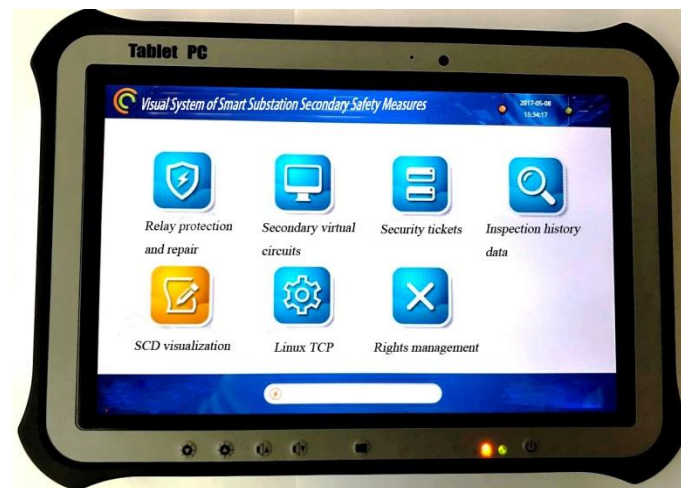 Tablet PC
Visual System of Smart Substation Secondary Safety Measures
2017-05-08
15:34:17
Relay protection
and repair
Secondary virtual
circuits
Security tickets
Inspection history
data
SCD visualization
Linux TCP
Rights management